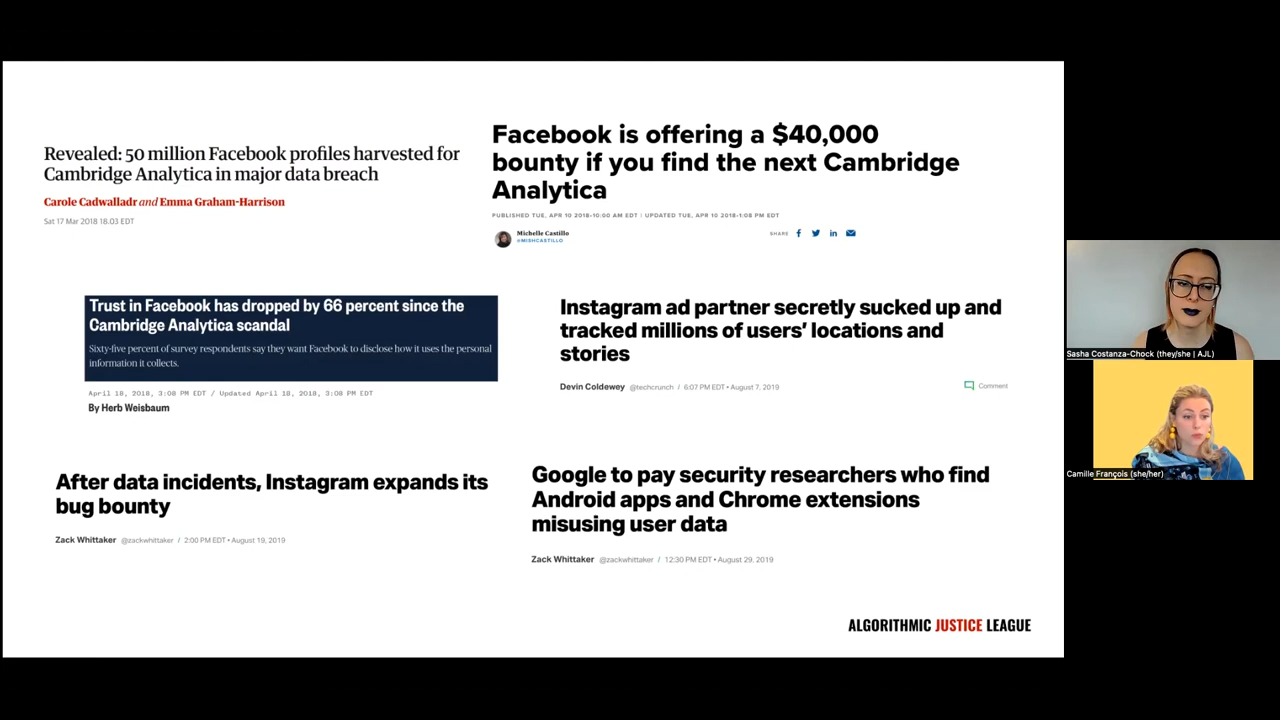 Revealed: 50 million Facebook profiles harvested for
Cambridge Analytica in major data breach
Carole Cadwalladr and Emma Graham-Harrison
Sat 17 Mar 2018 18.03 EDT
Facebook is offering a $40,000
bounty if you find the next Cambridge
Analytica
PUBLISHED TUE, APR 10 2018•10:00 AM EDT | UPDATED TUE, APR 10 2018•1:08 PM EDT
Michelle Castillo
@MISHCASTILLO
SHARE
Trust in Facebook has dropped by 66 percent since the
Cambridge Analytica scandal
Sixty-five percent of survey respondents say they want Facebook to disclose how it uses the personal
information it collects.
April 18, 2018, 3:08 PM EDT / Updated April 18, 2018, 3:08 PM EDT
By Herb Weisbaum
Instagram ad partner secretly sucked up and
tracked millions of users’ locations and
stories
Devin Coldewey @techcrunch / 6:07 PM EDT • August 7, 2019
Comment
After data incidents, Instagram expands its
bug bounty
Zack Whittaker @zackwhittaker / 2:00 PM EDT • August 19, 2019
Google to pay security researchers who find
Android apps and Chrome extensions
misusing user data
Zack Whittaker @zackwhittaker / 12:30 PM EDT • August 29, 2019
ALGORITHMIC JUSTICE LEAGUE
Sasha Costanza-Chock (they/she | AJL)
Camille François (she/her)